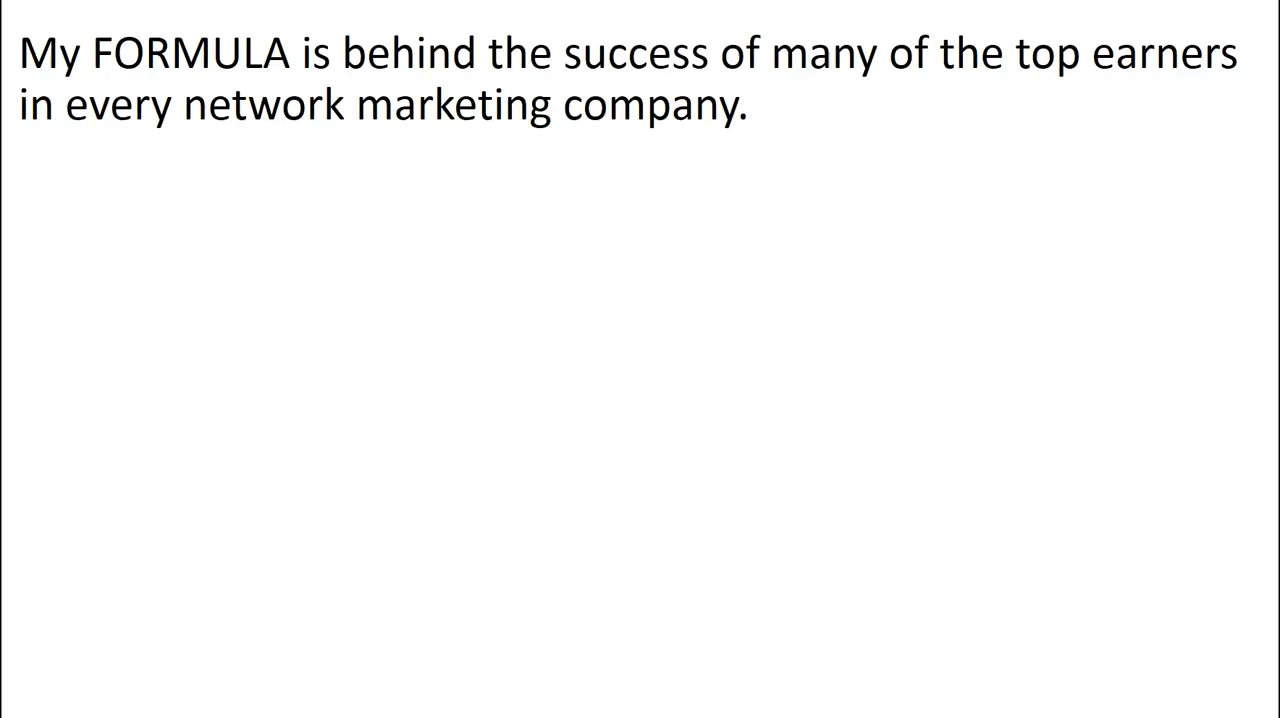 My FORMULA is behind the success of many of the top earners
in every network marketing company.